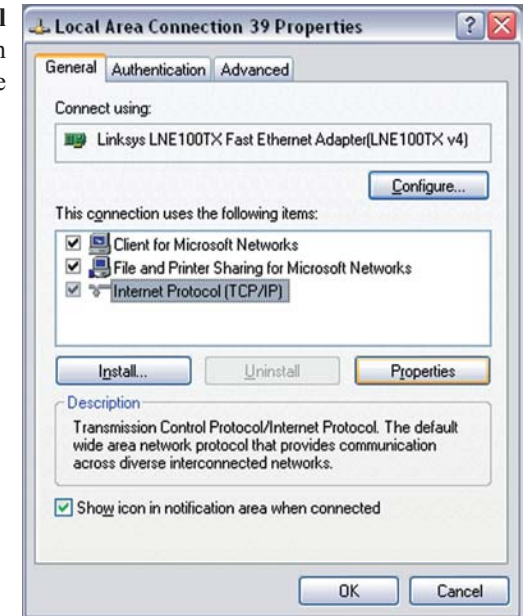 l
n
e
Local Area Connection 39 Properties
General Authentication Advanced
Connect using:
Linksys LNE100TX Fast Ethernet Adapter(LNE100TX v4)
Configure...
This connection uses the following items:
Client for Microsoft Networks
File and Printer Sharing for Microsoft Networks
Internet Protocol (TCP/IP)
Install... Uninstall Properties
Description
Transmission Control Protocol/Internet Protocol. The default
wide area network protocol that provides communication
across diverse interconnected networks.
Show icon in notification area when connected
OK Cancel